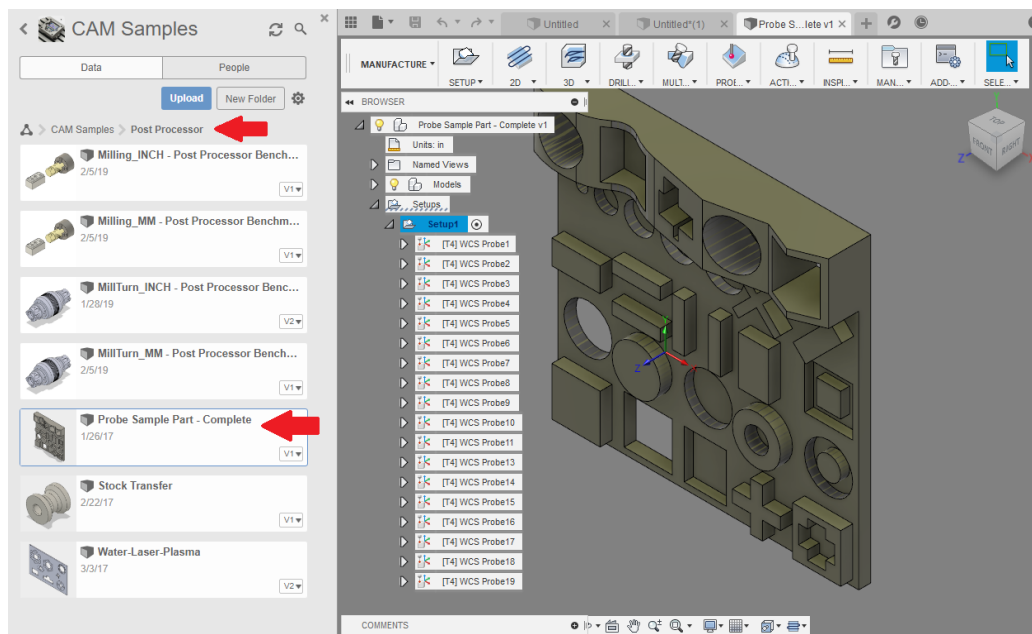 CAM Samples
Data
People
Upload
New Folder
CAM Samples
Post Processor
Milling_INCH - Post Processor Bench...
2/5/19
V1
Milling_MM - Post Processor Benchm...
2/5/19
V1
MillTurn_INCH - Post Processor Benc...
1/28/19
V2
MillTurn_MM - Post Processor Bench...
2/5/19
V1
Probe Sample Part - Complete
1/26/17
V1
Stock Transfer
2/22/17
V1
Water-Laser-Plasma
3/3/17
V2
Untitled
Untitled*(1)
Probe S...lete v1
MANUFACTURE
SETUP
2D
3D
DRILL...
MULT...
PROE...
ACTI...
INSPI...
MAN...
ADD-...
SELE...
BROWSER
Probe Sample Part - Complete v1
Units: in
Named Views
Models
Setups
Setup1
[T4] WCS Probe1
[T4] WCS Probe2
[T4] WCS Probe3
[T4] WCS Probe4
[T4] WCS Probe5
[T4] WCS Probe6
[T4] WCS Probe7
[T4] WCS Probe8
[T4] WCS Probe9
[T4] WCS Probe10
[T4] WCS Probe11
[T4] WCS Probe13
[T4] WCS Probe14
[T4] WCS Probe15
[T4] WCS Probe16
[T4] WCS Probe17
[T4] WCS Probe18
[T4] WCS Probe19
TOP
FRONT
RIGHT
Z
Z
COMMENTS